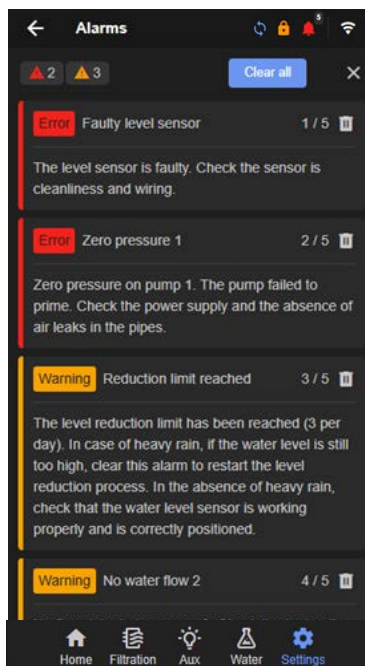 Alarms
5
2 3 Clear all
Error Faulty level sensor 1 / 5
The level sensor is faulty. Check the sensor is
cleanliness and wiring.
Error Zero pressure 1 2 / 5
Zero pressure on pump 1. The pump failed to
prime. Check the power supply and the absence of
air leaks in the pipes.
Warning Reduction limit reached 3 / 5
The level reduction limit has been reached (3 per
day). In case of heavy rain, if the water level is still
too high, clear this alarm to restart the level
reduction process. In the absence of heavy rain,
check that the water level sensor is working
properly and is correctly positioned.
Warning No water flow 2 4 / 5
Home Filtration Aux Water Settings